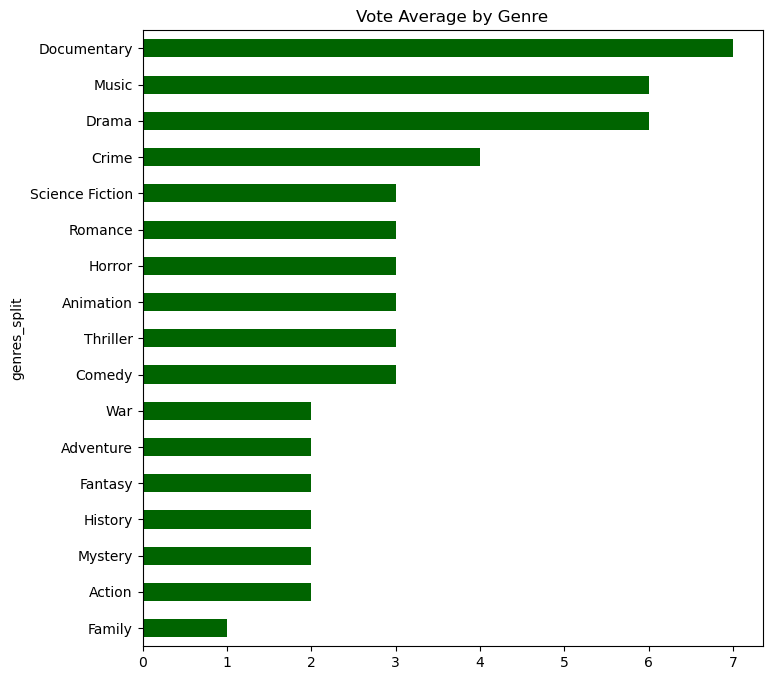 Vote Average by Genre
genres_split
Documentary
Music
Drama
Crime
Science Fiction
Romance
Horror
Animation
Thriller
Comedy
War
Adventure
Fantasy
History
Mystery
Action
Family
0 1 2 3 4 5 6 7